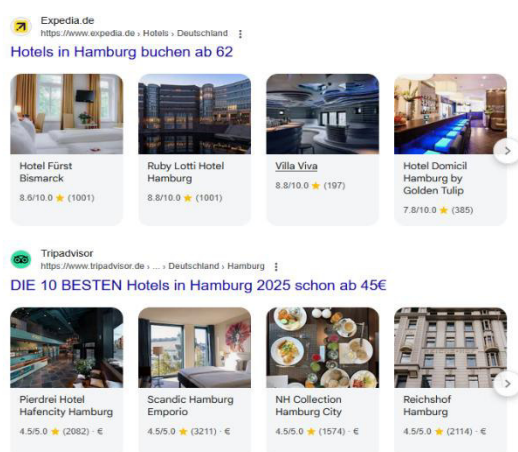 Expedia.de
https://www.expedia.de › Hotels › Deutschland
Hotels in Hamburg buchen ab 62
Hotel Fürst
Bismarck
8.6/10.0 ★ (1001)
Ruby Lotti Hotel
Hamburg
8.8/10.0 ★ (1001)
Villa Viva
8.8/10.0 ★ (197)
Hotel Domicil
Hamburg by
Golden Tulip
7.8/10.0 ★ (385)
Tripadvisor
https://www.tripadvisor.de › ... › Deutschland › Hamburg
DIE 10 BESTEN Hotels in Hamburg 2025 schon ab 45€
Pierdrei Hotel
Hafencity Hamburg
4.5/5.0 ★ (2082) · €
Scandic Hamburg
Emporio
4.5/5.0 ★ (3211) · €
NH Collection
Hamburg City
4.5/5.0 ★ (1574) · €
Reichshof
Hamburg
4.5/5.0 ★ (2114) · €